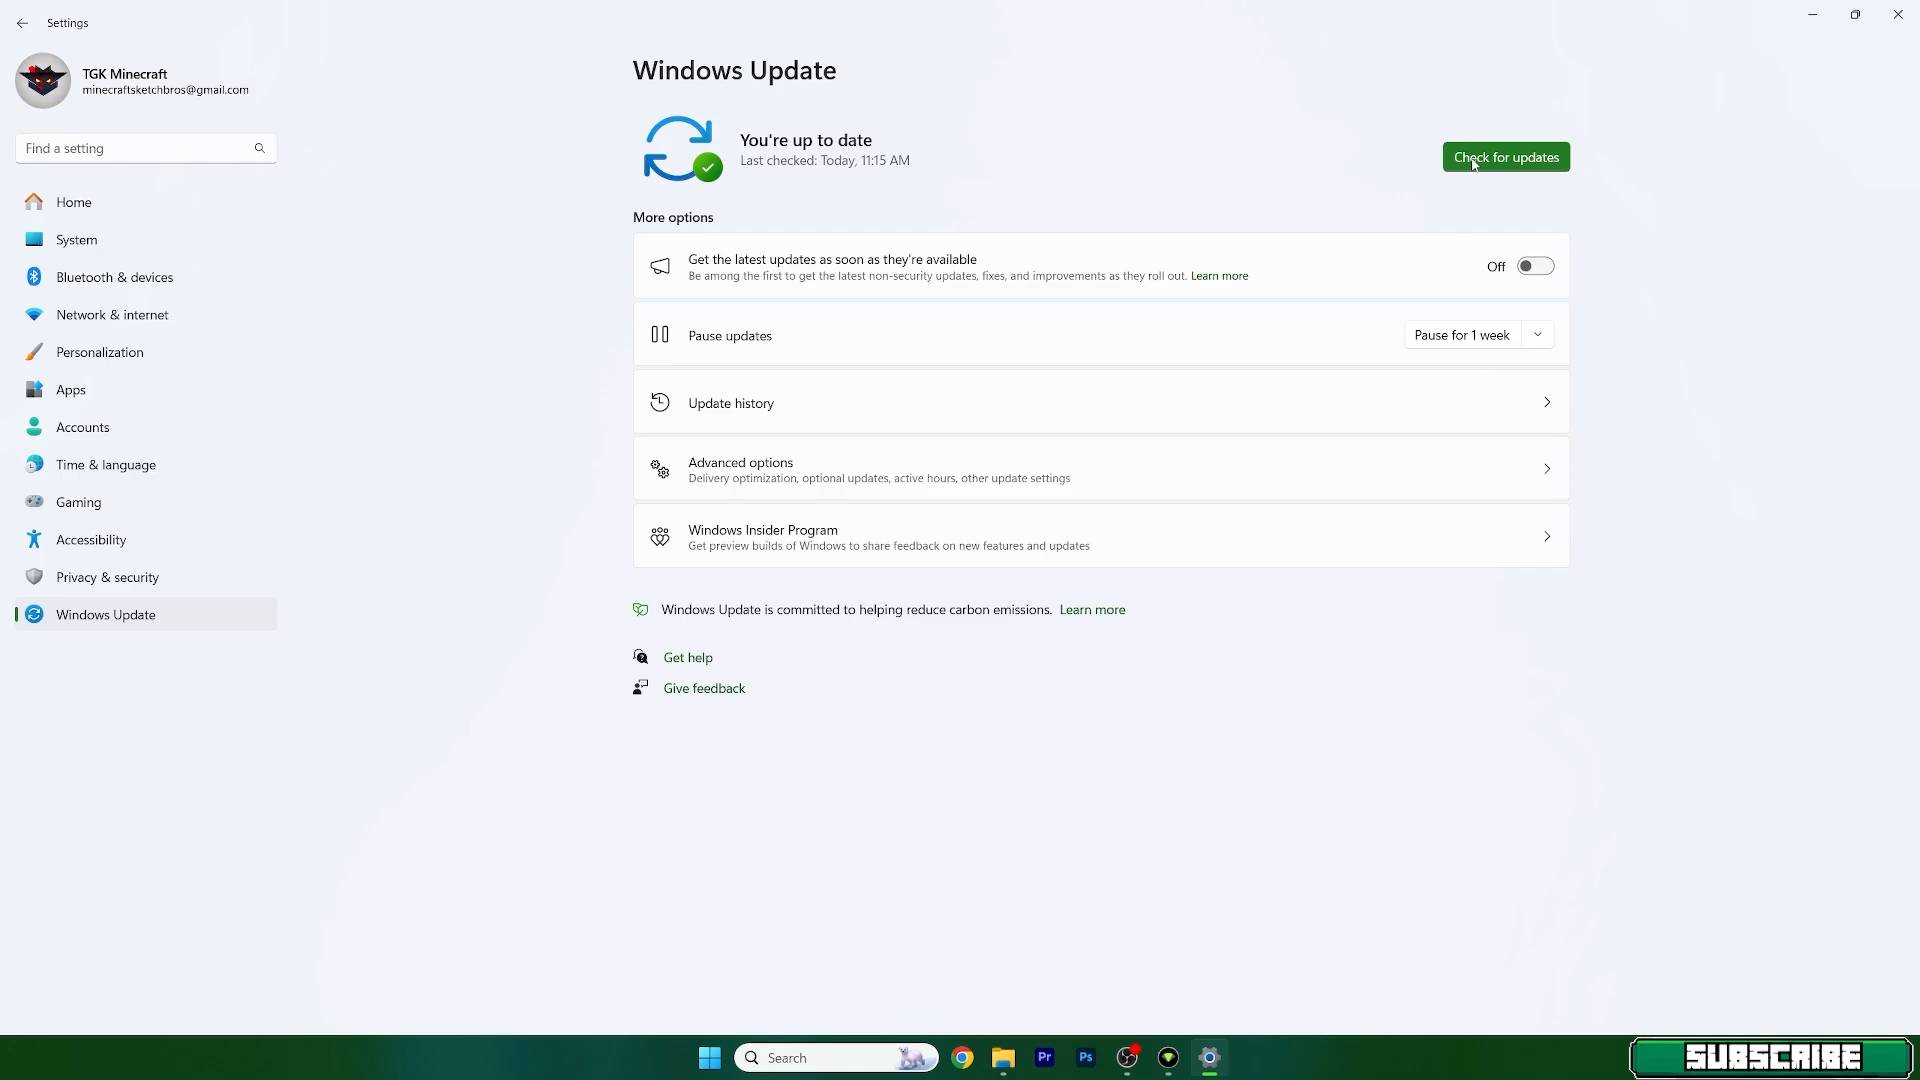 Settings
TGK Minecraft
minecraftsketchbros@gmail.com
Find a setting
Home
System
Bluetooth & devices
Network & internet
Personalization
Apps
Accounts
Time & language
Gaming
Accessibility
Privacy & security
Windows Update
Windows Update
You're up to date
Last checked: Today, 11:15 AM
Check for updates
More options
Get the latest updates as soon as they're available
Be among the first to get the latest non-security updates, fixes, and improvements as they roll out. Learn more
Off
Pause updates
Pause for 1 week
Update history
Advanced options
Delivery optimization, optional updates, active hours, other update settings
Windows Insider Program
Get preview builds of Windows to share feedback on new features and updates
Windows Update is committed to helping reduce carbon emissions. Learn more
Get help
Give feedback
Search
Pr
Ps
SUBSCRIBE